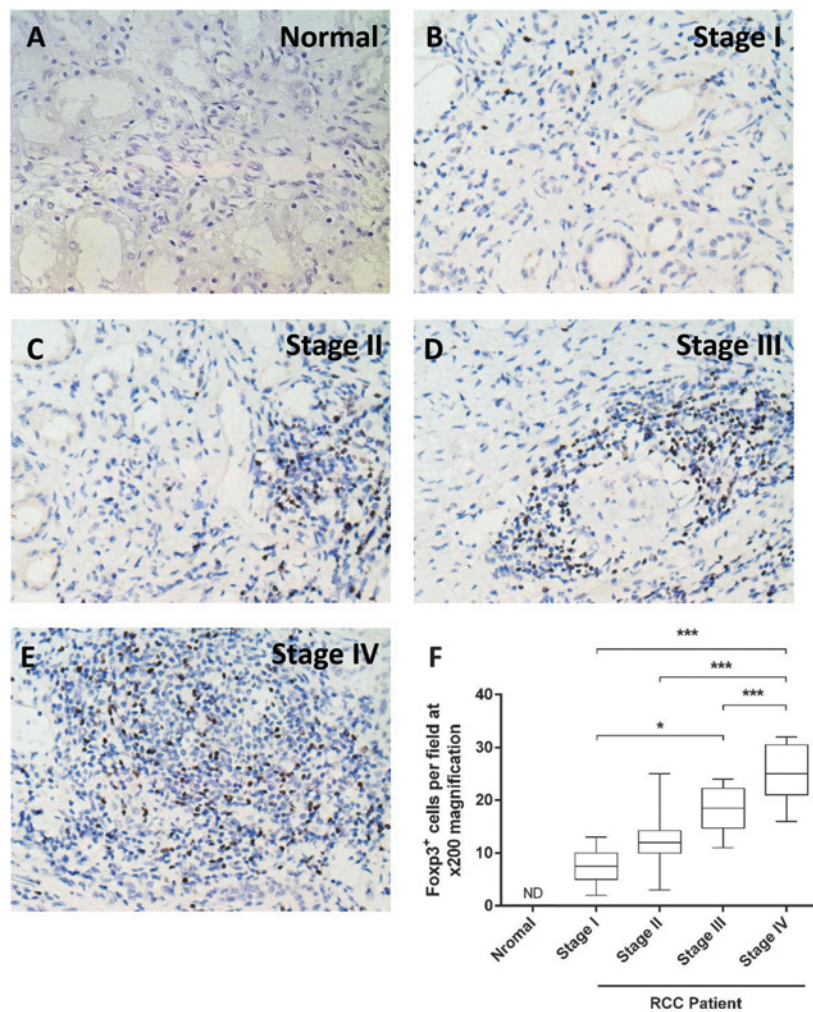 A Normal
B Stage I
C Stage II
D Stage III
E Stage IV
F
***
***
***
*
Foxp3+ cells per field at
x200 magnification
40
30
20
10
0
ND
Nromal
Stage I
Stage II
Stage III
Stage IV
RCC Patient